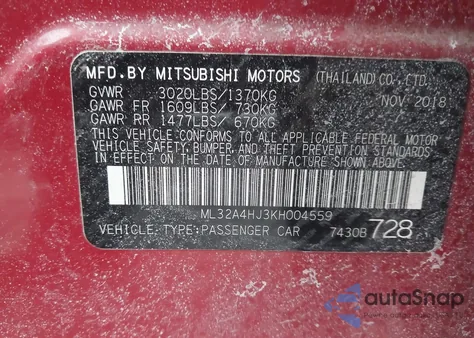 MFD.BY MITSUBISHI MOTORS (THAILAND) CO., LTD.
GVWR 3020LBS/1370KG NOV 2018
GAWR FR 1609LBS/ 730KG
GAWR RR 1477LBS/ 670KG
THIS VEHICLE CONFORMS TO ALL APPLICABLE FEDERAL MOTOR
VEHICLE SAFETY, BUMPER AND THEFT PREVENTION STANDARDS
IN EFFECT ON THE DATE OF MANUFACTURE SHOWN ABOVE.
ML32A4HJ3KH004559
VEHICLE TYPE:PASSENGER CAR 7430B 728
autoSnap